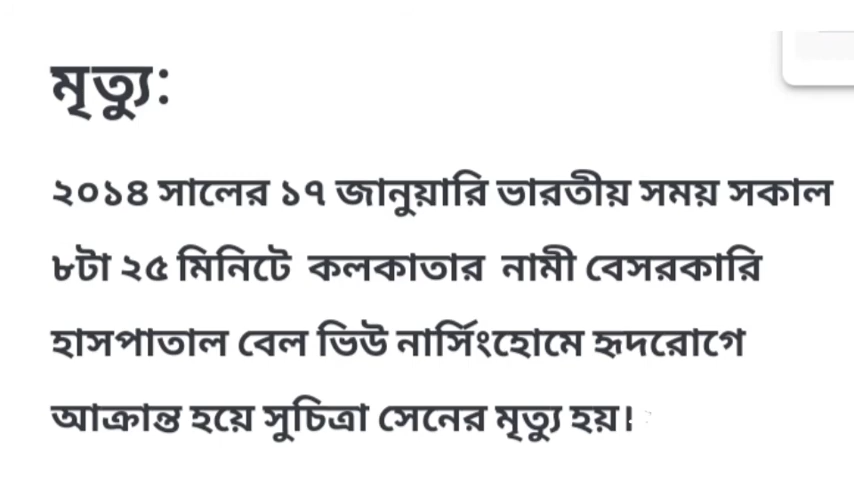 মৃত্যু:
২০১৪ সালের ১৭ জানুয়ারি ভারতীয় সময় সকাল
৮টা ২৫ মিনিটে কলকাতার নামী বেসরকারি
হাসপাতাল বেল ভিউ নার্সিংহোমে হৃদরোগে
আক্রান্ত হয়ে সুচিত্রা সেনের মৃত্যু হয়।